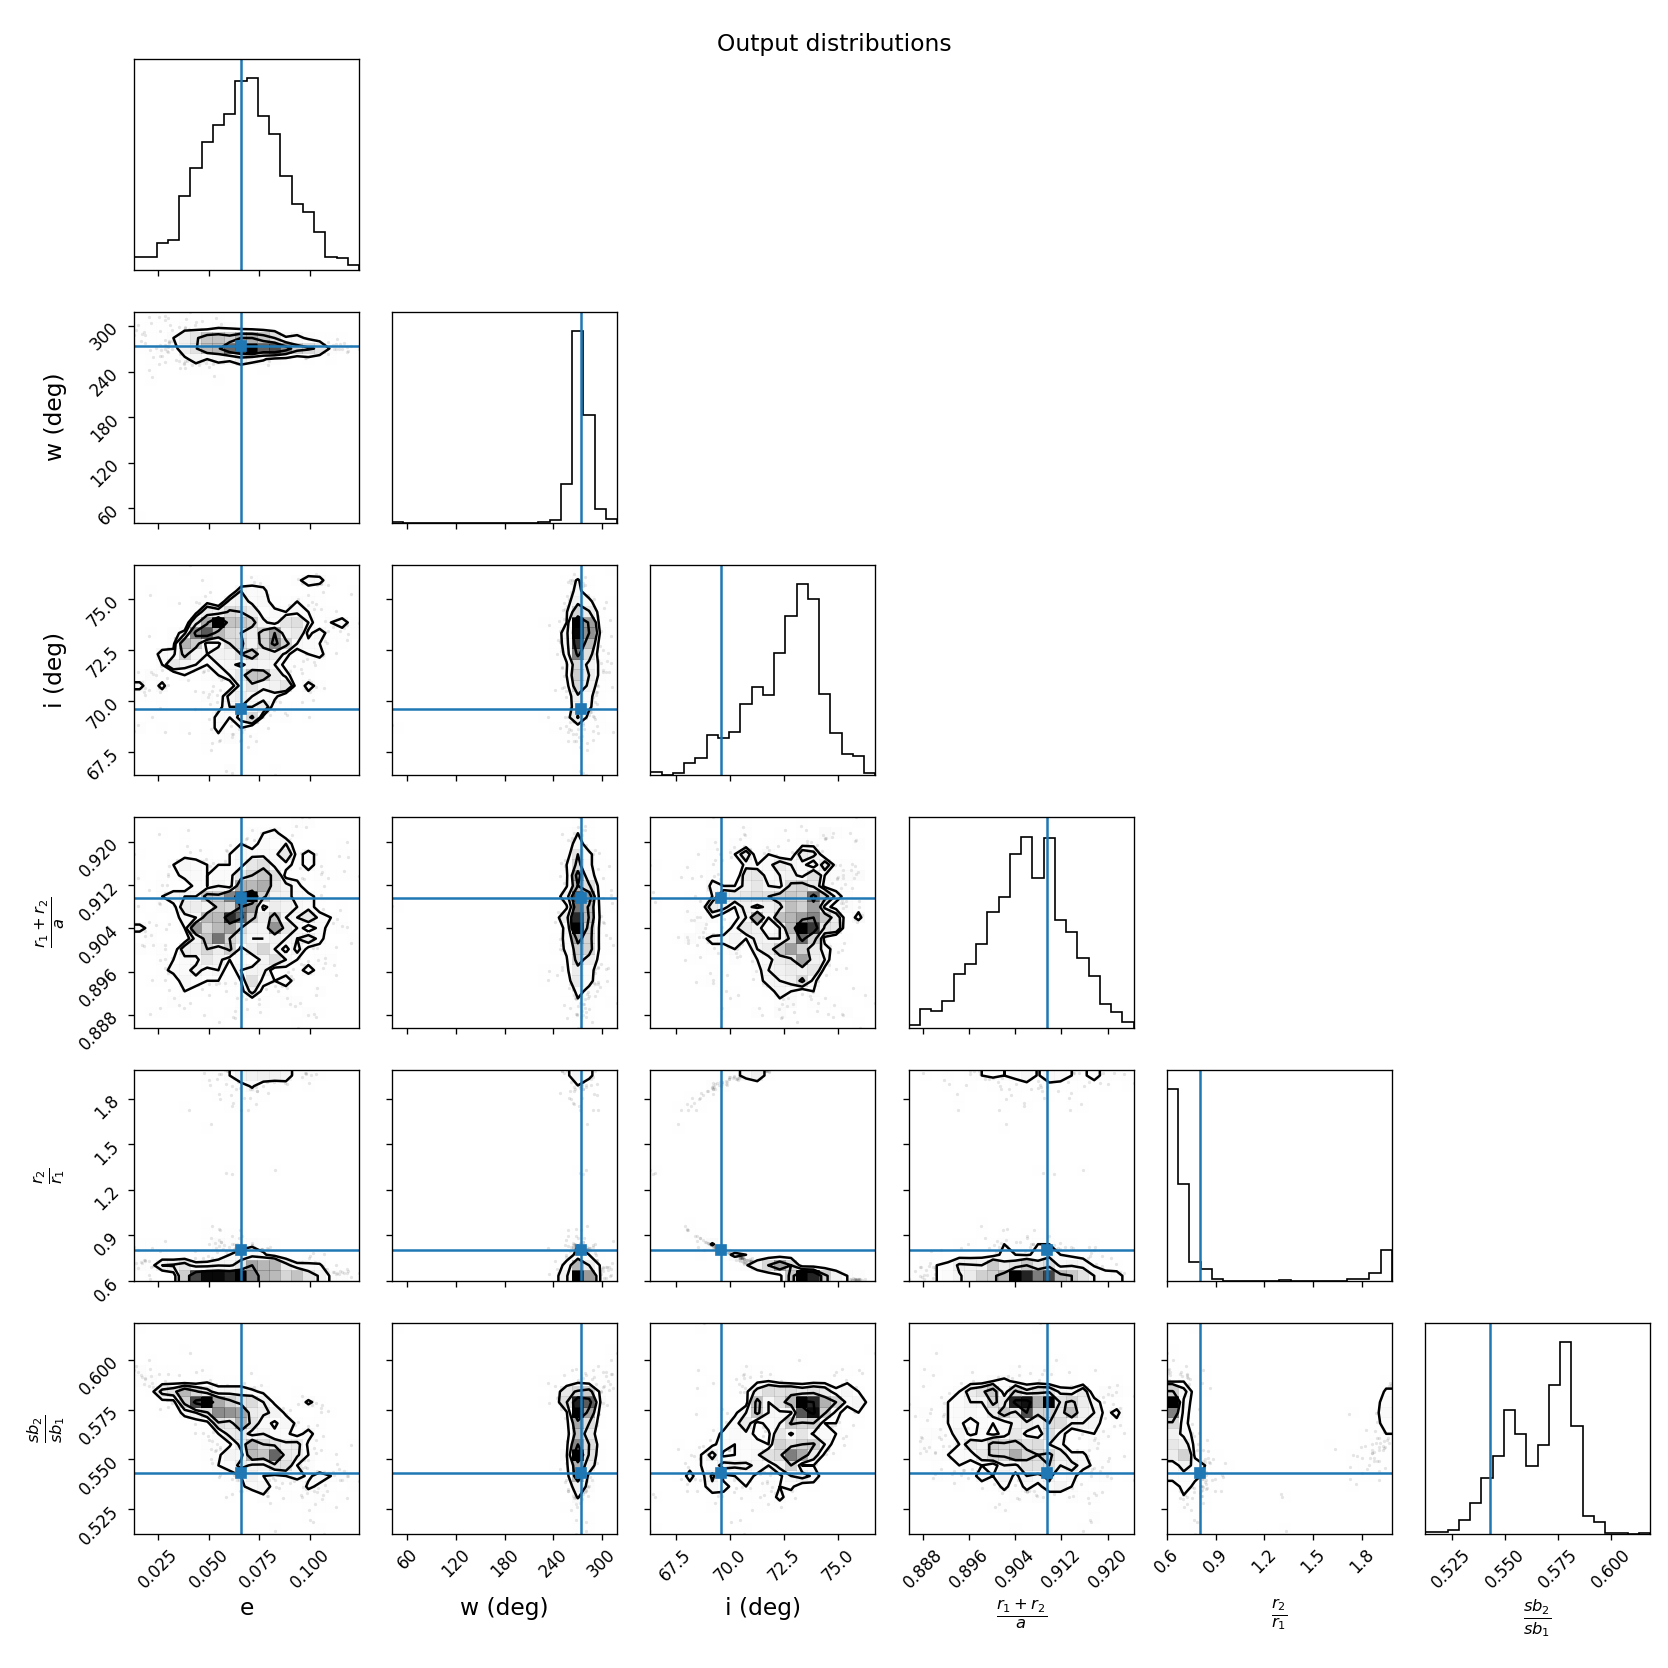 Output distributions
w (deg)
300
240
180
120
60
i (deg)
75.0
72.5
70.0
67.5
r₁ + r₂
a
0.920
0.912
0.904
0.896
0.888
r₂
r₁
1.8
1.5
1.2
0.9
0.6
sb₂
sb₁
0.600
0.575
0.550
0.525
0.025 0.050 0.075 0.100 60 120 180 240 300 67.5 70.0 72.5 75.0 0.888 0.896 0.904 0.912 0.920 0.6 0.9 1.2 1.5 1.8 0.525 0.550 0.575 0.600
e w (deg) i (deg) r₁ + r₂ r₂ sb₂
a r₁ sb₁